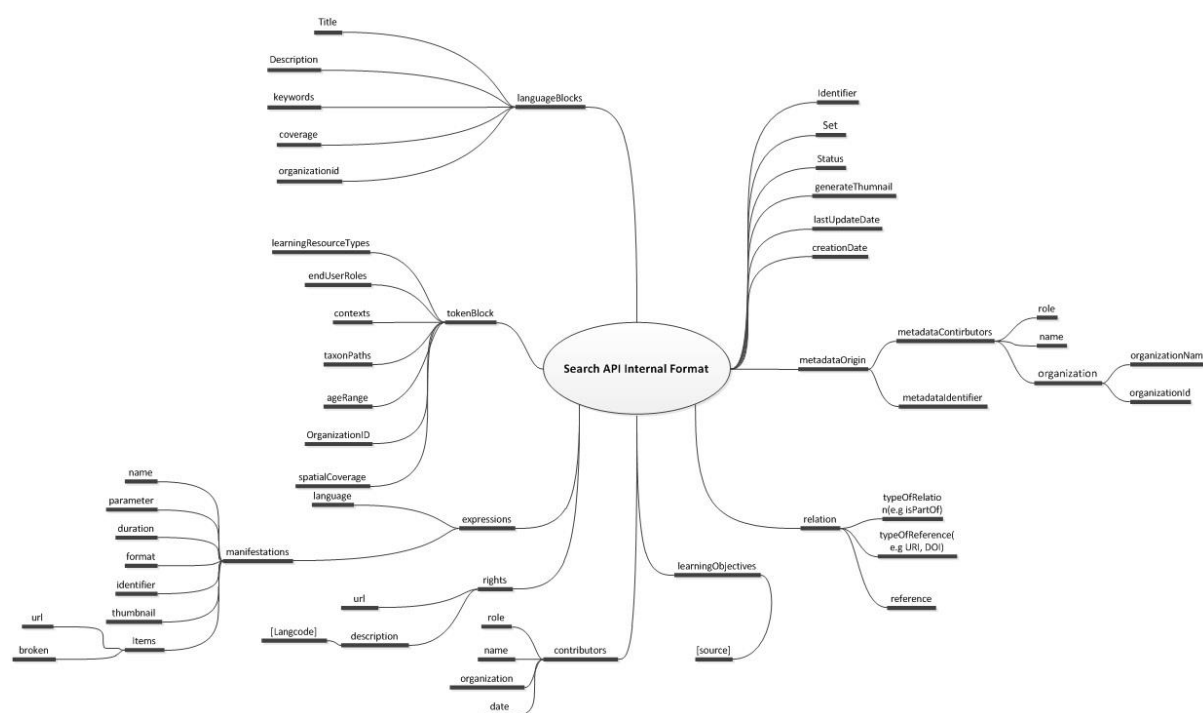 Title
Description
keywords
coverage
organizationid
languageBlocks
learningResourceTypes
endUserRoles
contexts
taxonPaths
ageRange
OrganizationID
spatialCoverage
tokenBlock
Search API Internal Format
Identifier
Set
Status
generateThumnail
lastUpdateDate
creationDate
metadataOrigin
metadataContirbutors
role
name
organization
organizationNam
organizationId
metadataIdentifier
language
expressions
name
parameter
duration
format
identifier
thumbnail
Items
url
broken
manifestations
rights
url
description
[Langcode]
role
name
organization
date
contributors
learningObjectives
[source]
relation
typeOfRelatio
n(e.g isPartOf)
typeOfReference(
e.g URI, DOI)
reference